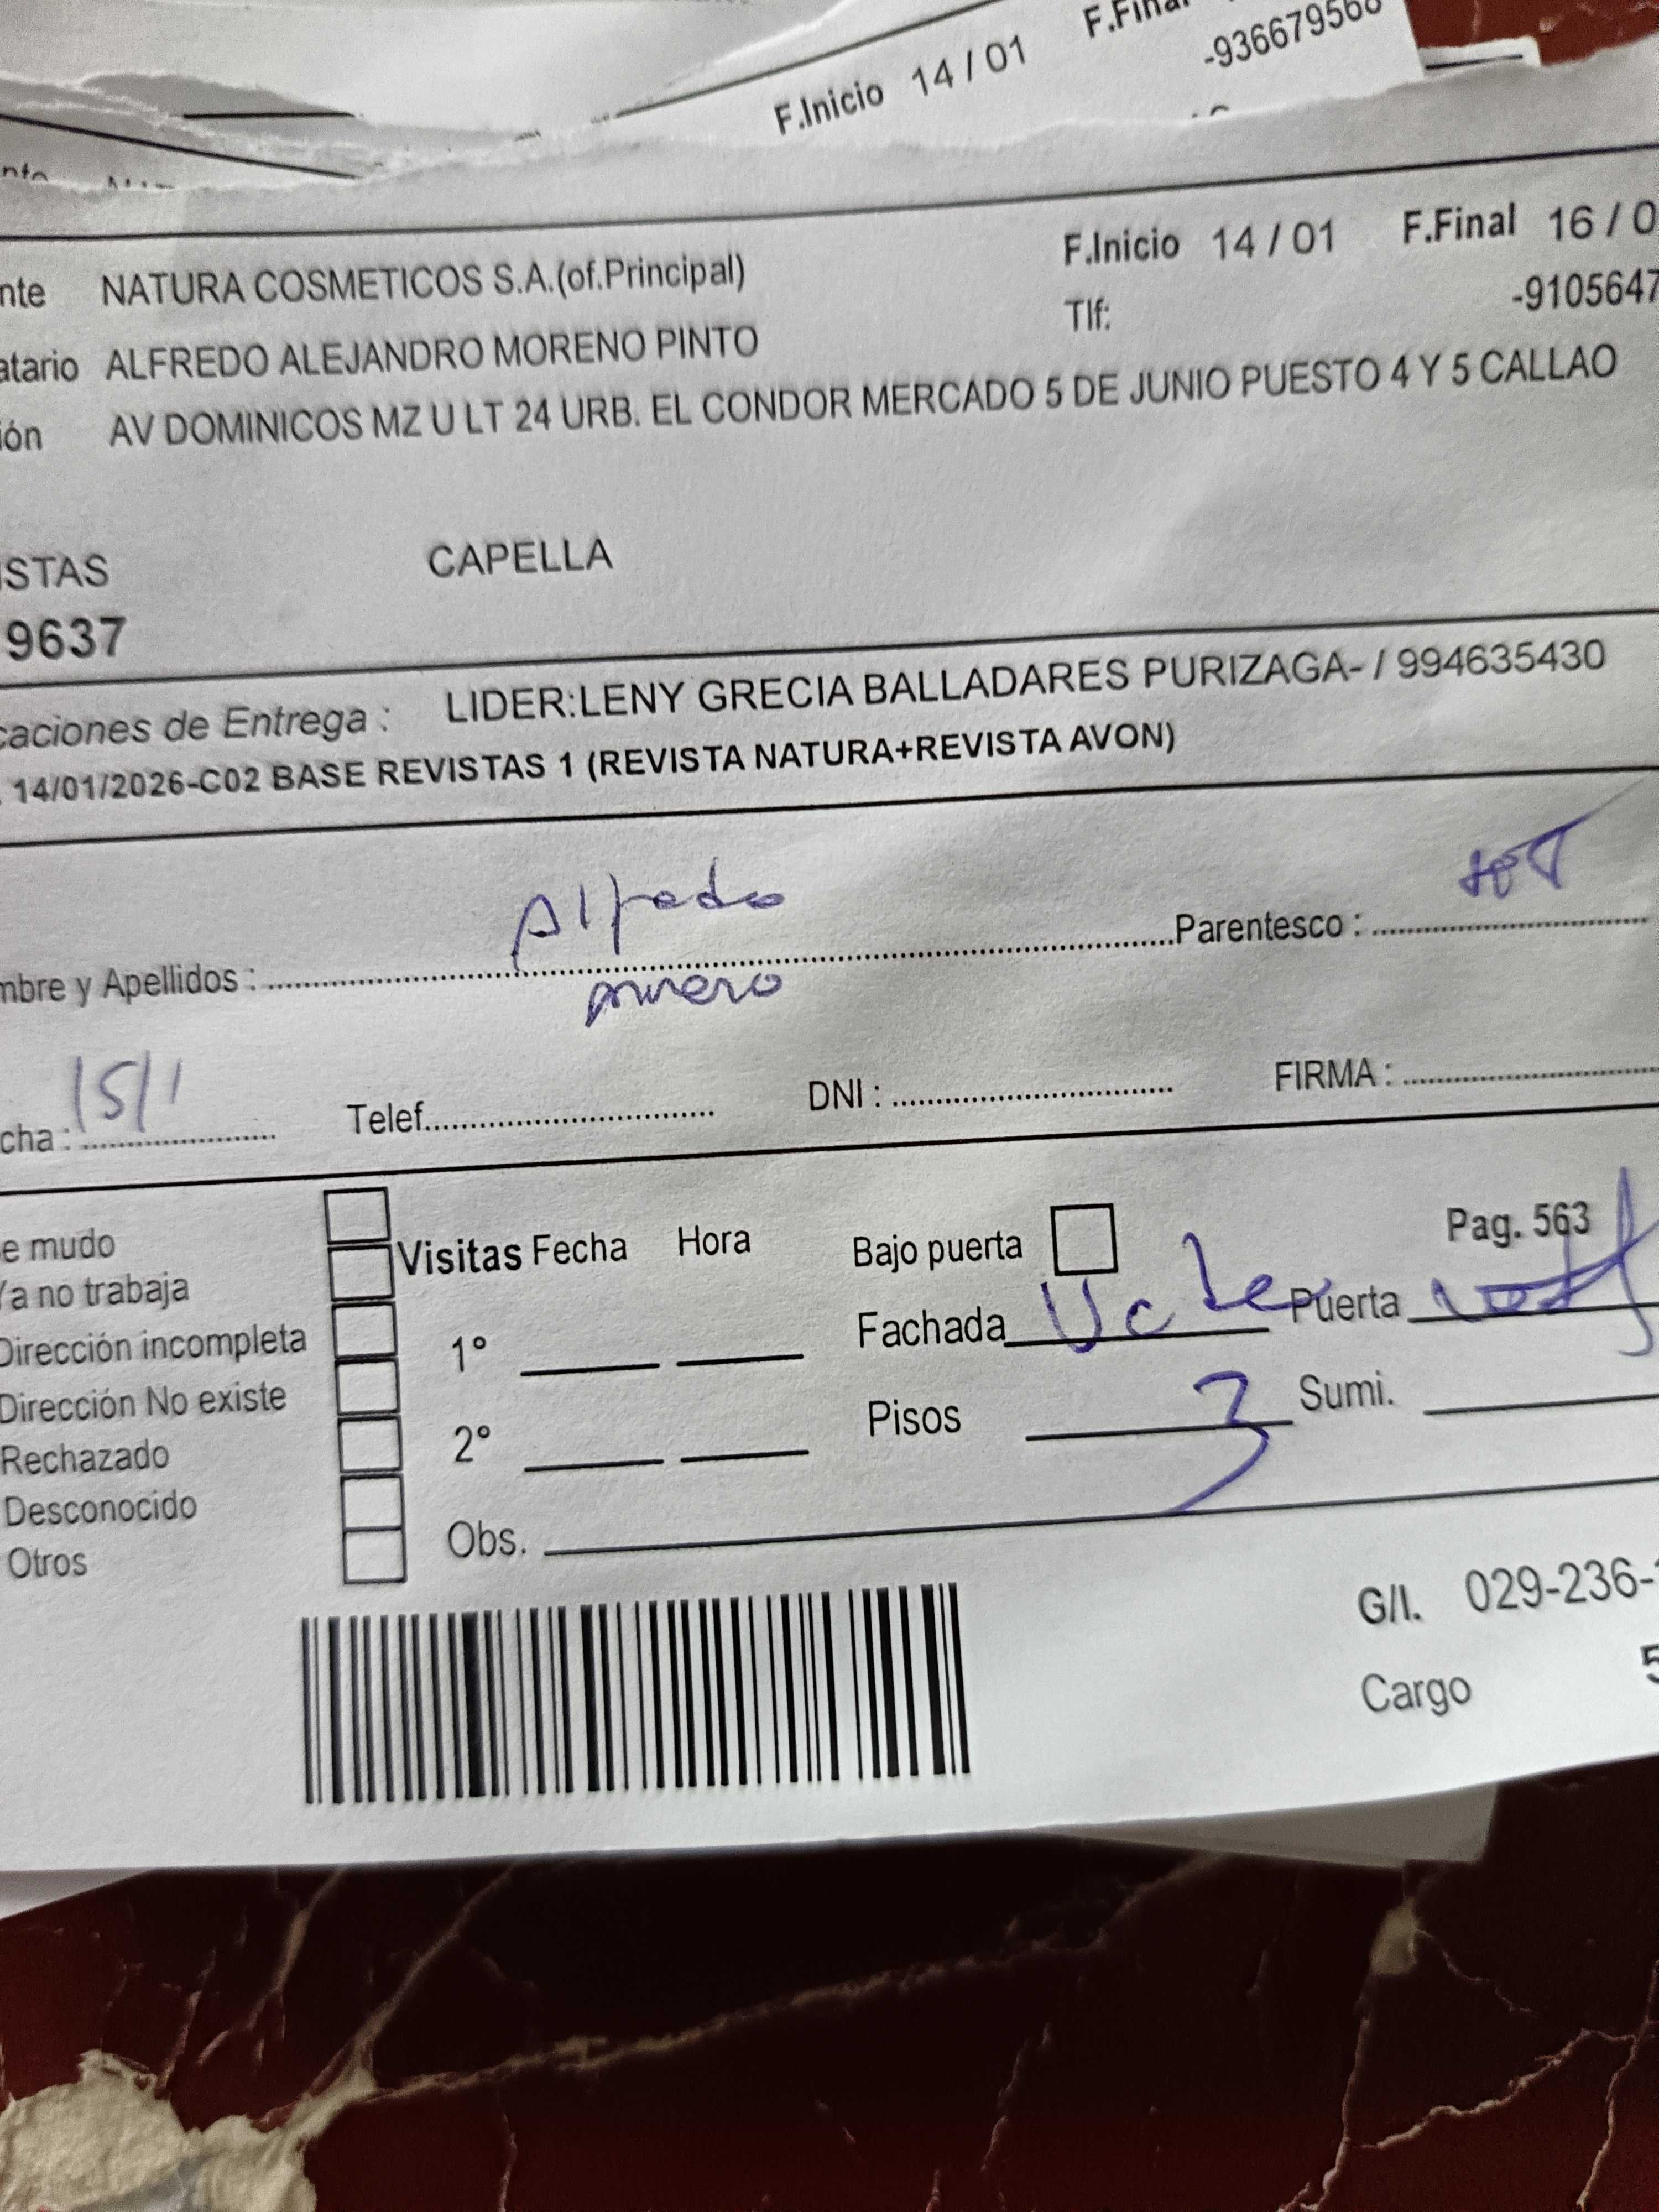 F.Inicio 14 / 01 F.Final
-936679568
nte NATURA COSMETICOS S.A.(of.Principal) F.Inicio 14 / 01 F.Final 16 / 0
Tlf: -9105647
atario ALFREDO ALEJANDRO MORENO PINTO
ión AV DOMINICOS MZ U LT 24 URB. EL CONDOR MERCADO 5 DE JUNIO PUESTO 4 Y 5 CALLAO
ISTAS CAPELLA
9637
caciones de Entrega : LIDER:LENY GRECIA BALLADARES PURIZAGA- / 994635430
14/01/2026-C02 BASE REVISTAS 1 (REVISTA NATURA+REVISTA AVON)
Alfredo
mbre y Apellidos : Parentesco :
15/1
cha : Telef. DNI : FIRMA :
e mudo
Ya no trabaja
Dirección incompleta
Dirección No existe
Rechazado
Desconocido
Otros
Visitas Fecha Hora
1°
2°
Obs.
Bajo puerta Pag. 563
Fachada Puerta
Pisos 3 Sumi.
G/I. 029-236-
Cargo 5